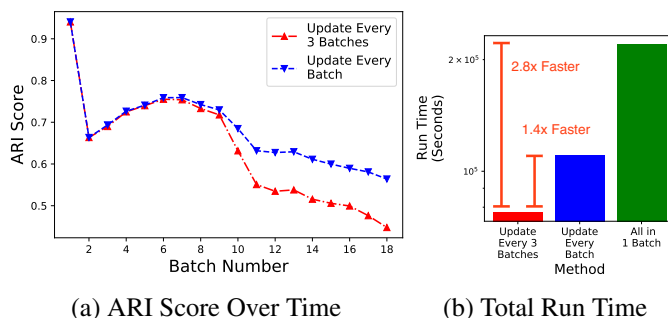 Update Every
3 Batches
Update Every
Batch
ARI Score
0.9
0.8
0.7
0.6
0.5
2 4 6 8 10 12 14 16 18
Batch Number
(a) ARI Score Over Time
Run Time
(Seconds)
2 × 10⁵
10⁵
2.8x Faster
1.4x Faster
Update
Every 3
Batches
Update
Every
Batch
All in
1 Batch
Method
(b) Total Run Time